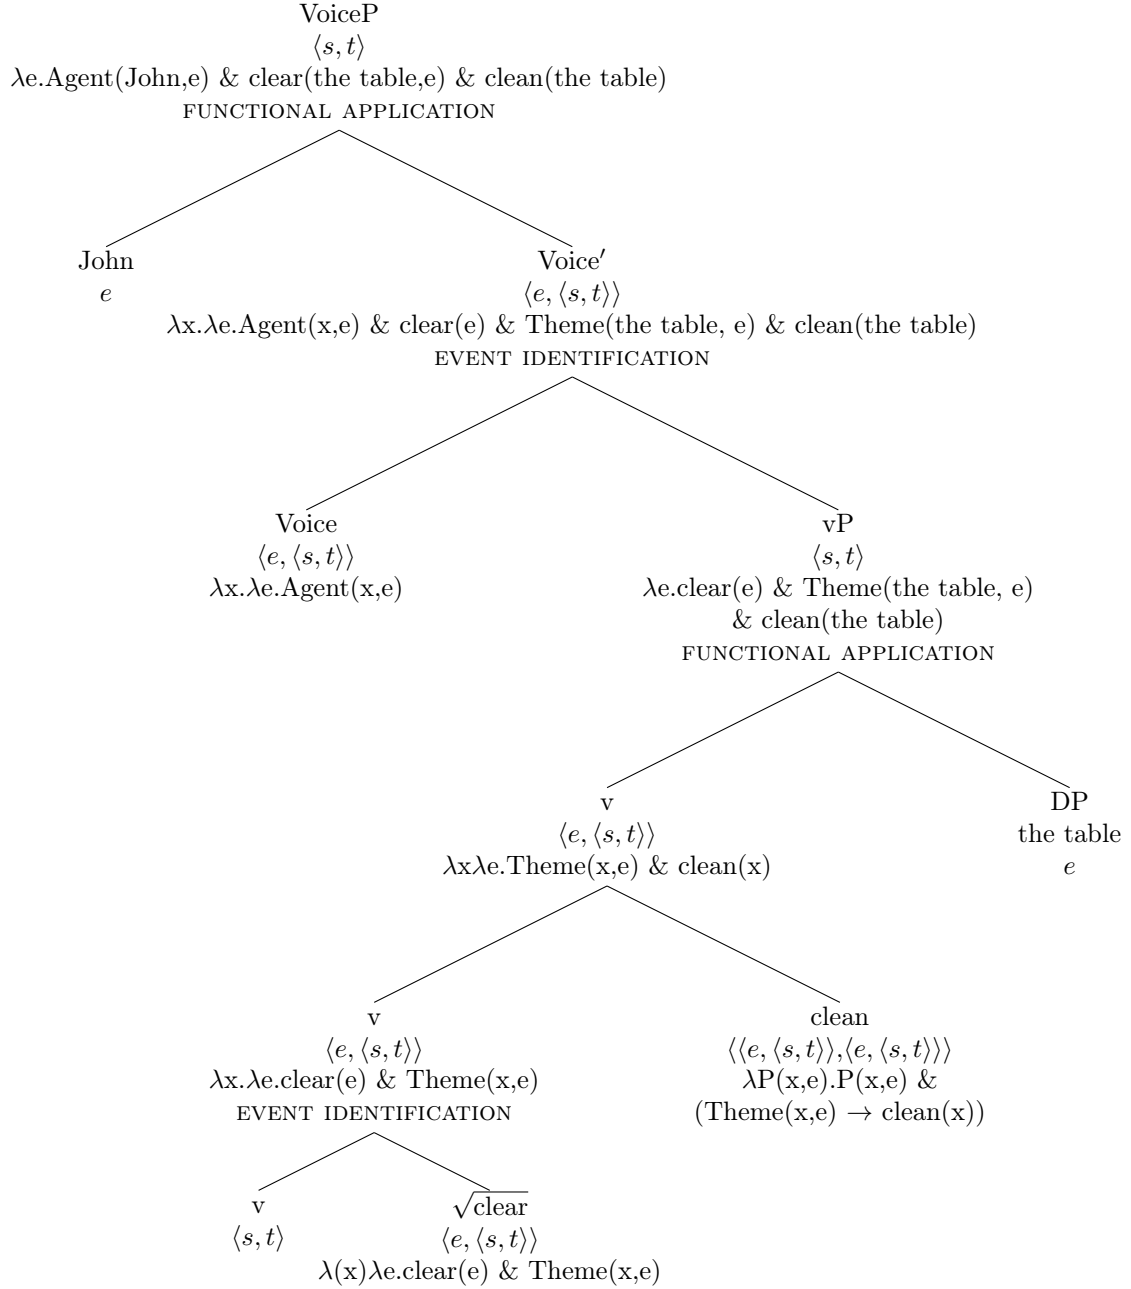 VoiceP
⟨s, t⟩
λe.Agent(John,e) & clear(the table,e) & clean(the table)
FUNCTIONAL APPLICATION
John
e
Voice′
⟨e, ⟨s, t⟩⟩
λx.λe.Agent(x,e) & clear(e) & Theme(the table, e) & clean(the table)
EVENT IDENTIFICATION
Voice
⟨e, ⟨s, t⟩⟩
λx.λe.Agent(x,e)
vP
⟨s, t⟩
λe.clear(e) & Theme(the table, e)
& clean(the table)
FUNCTIONAL APPLICATION
v
⟨e, ⟨s, t⟩⟩
λxλe.Theme(x,e) & clean(x)
DP
the table
e
v
⟨e, ⟨s, t⟩⟩
λx.λe.clear(e) & Theme(x,e)
EVENT IDENTIFICATION
clean
⟨⟨e, ⟨s, t⟩⟩,⟨e, ⟨s, t⟩⟩⟩
λP(x,e).P(x,e) &
(Theme(x,e) → clean(x))
v
⟨s, t⟩
√clear
⟨e, ⟨s, t⟩⟩
λ(x)λe.clear(e) & Theme(x,e)